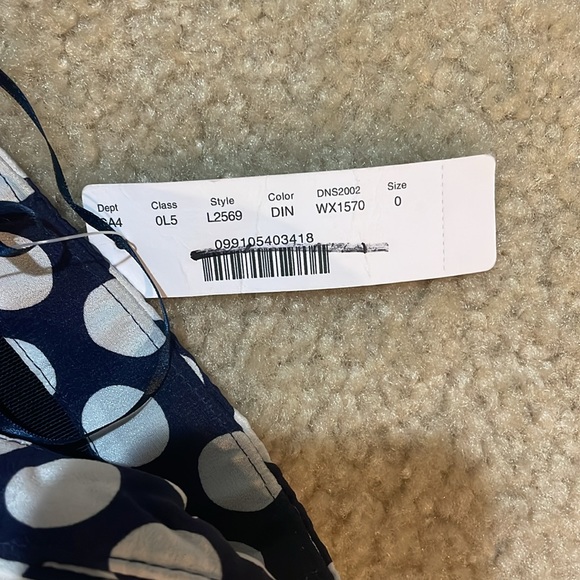 Dept Class Style Color DNS2002 Size
0L5 L2569 DIN WX1570 0
099105403418